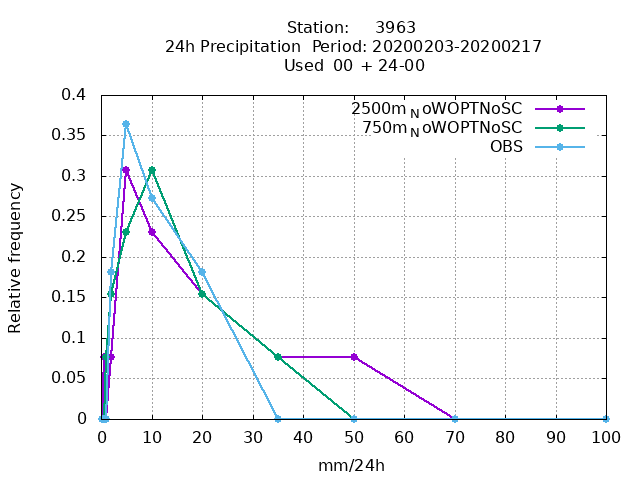 Station: 3963
24h Precipitation Period: 20200203-20200217
Used 00 + 24-00
0.4
0.35
0.3
0.25
0.2
0.15
0.1
0.05
0
Relative frequency
2500m_NoWOPTNoSC
750m_NoWOPTNoSC
OBS
0 10 20 30 40 50 60 70 80 90 100
mm/24h